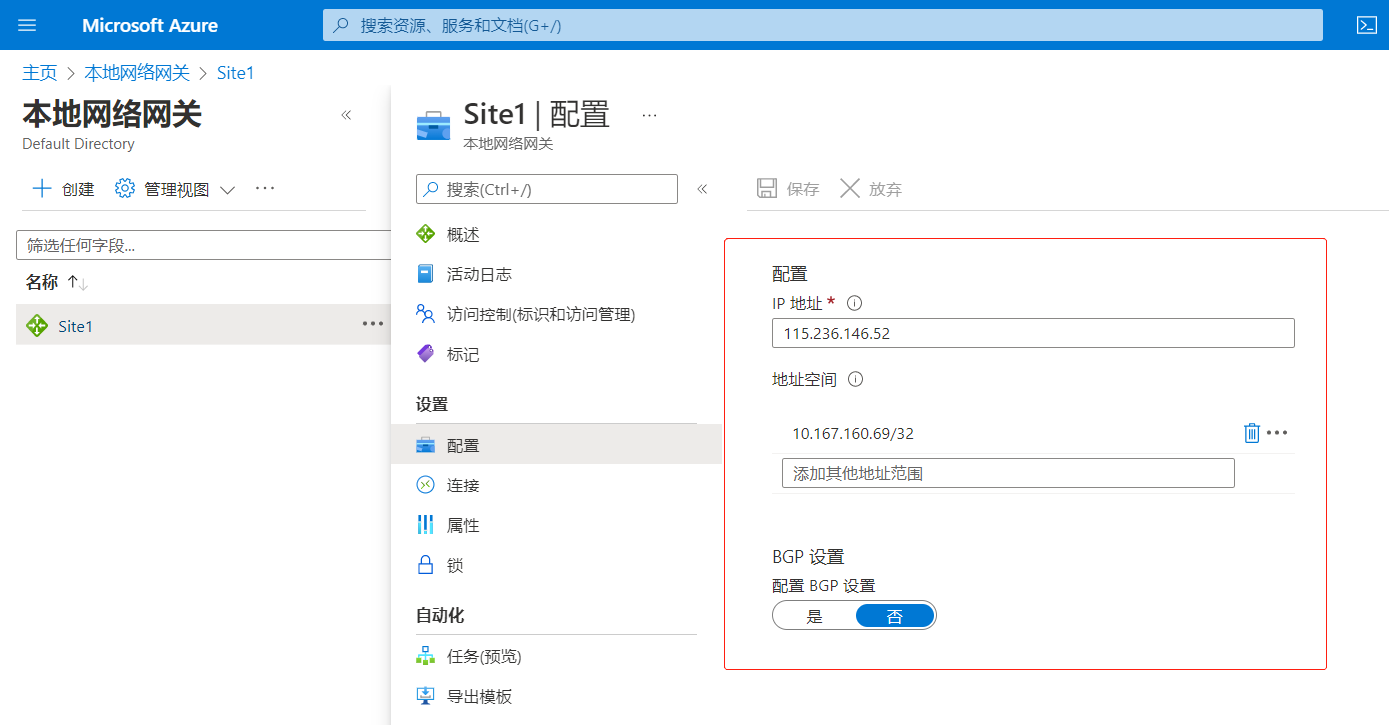 Microsoft Azure
搜索资源、服务和文档(G+/)
主页 > 本地网络网关 > Site1
本地网络网关
Default Directory
创建 管理视图
筛选任何字段...
名称
Site1
Site1 | 配置
本地网络网关
搜索(Ctrl+/)
概述
活动日志
访问控制(标识和访问管理)
标记
设置
配置
连接
属性
锁
自动化
任务(预览)
导出模板
保存 放弃
配置
IP 地址 *
115.236.146.52
地址空间
10.167.160.69/32
添加其他地址范围
BGP 设置
配置 BGP 设置
是 否